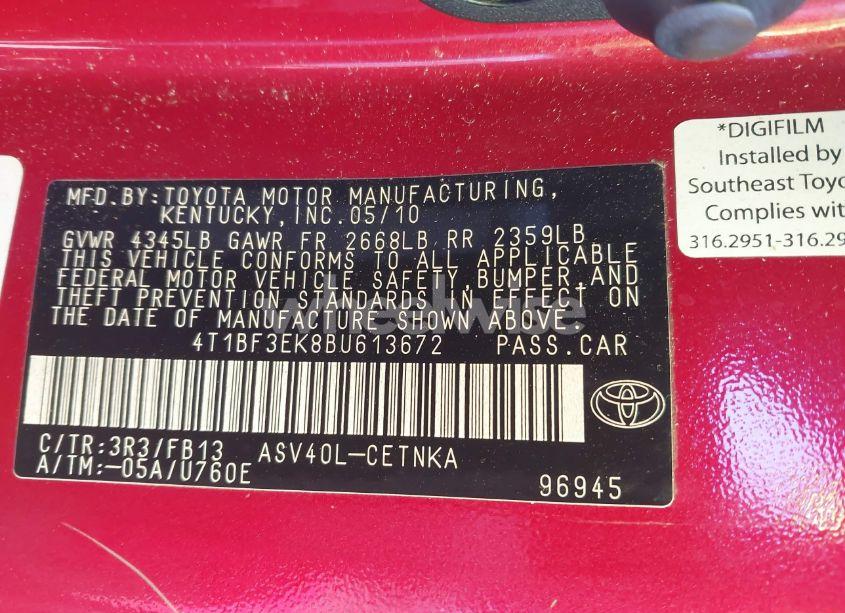 MFD.BY:TOYOTA MOTOR MANUFACTURING,
KENTUCKY,INC.05/10
GVWR 4345LB GAWR FR 2668LB RR 2359LB
THIS VEHICLE CONFORMS TO ALL APPLICABLE
FEDERAL MOTOR VEHICLE SAFETY,BUMPER,AND
THEFT PREVENTION STANDARDS IN EFFECT ON
THE DATE OF MANUFACTURE SHOWN ABOVE.
4T1BF3EK8BU613672 PASS.CAR
C/TR:3R3/FB13 ASV40L-CETNKA
A/TM:-05A/U760E
96945
*DIGIFILM
Installed by
Southeast Toyo
Complies wit
316.2951-316.29
wheelwise